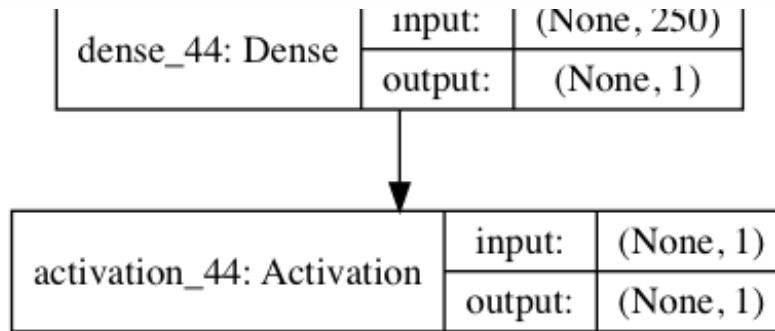 dense_44: Dense
input:
(None, 250)
output:
(None, 1)
activation_44: Activation
input:
(None, 1)
output:
(None, 1)